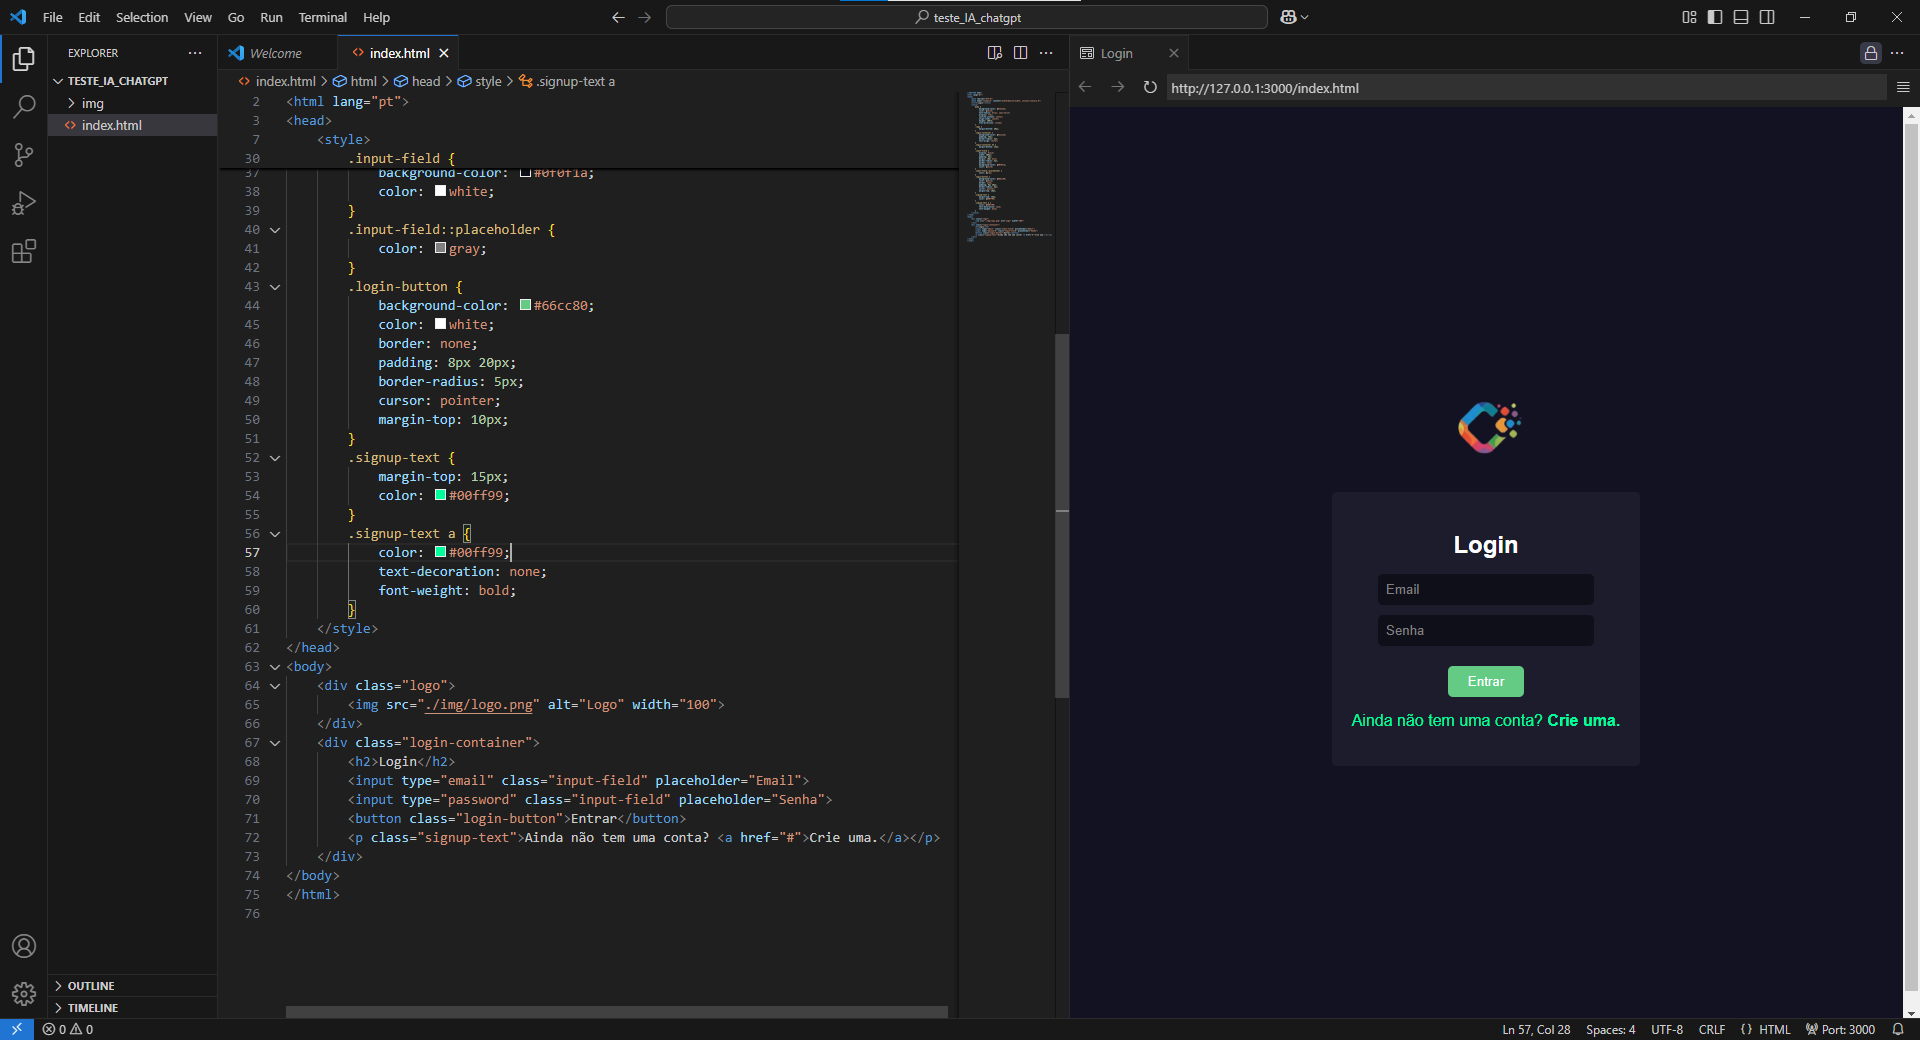 File Edit Selection View Go Run Terminal Help
teste_IA_chatgpt
EXPLORER
TESTE_IA_CHATGPT
img
index.html
OUTLINE
TIMELINE
Welcome
index.html
index.html > html > head > style > .signup-text a
2 <html lang="pt">
3 <head>
7 <style>
30 .input-field {
37 background-color: #0f0f1a;
38 color: white;
39 }
40 .input-field::placeholder {
41 color: gray;
42 }
43 .login-button {
44 background-color: #66cc80;
45 color: white;
46 border: none;
47 padding: 8px 20px;
48 border-radius: 5px;
49 cursor: pointer;
50 margin-top: 10px;
51 }
52 .signup-text {
53 margin-top: 15px;
54 color: #00ff99;
55 }
56 .signup-text a {
57 color: #00ff99;
58 text-decoration: none;
59 font-weight: bold;
60 }
61 </style>
62 </head>
63 <body>
64 <div class="logo">
65 <img src="./img/logo.png" alt="Logo" width="100">
66 </div>
67 <div class="login-container">
68 <h2>Login</h2>
69 <input type="email" class="input-field" placeholder="Email">
70 <input type="password" class="input-field" placeholder="Senha">
71 <button class="login-button">Entrar</button>
72 <p class="signup-text">Ainda não tem uma conta? <a href="#">Crie uma.</a></p>
73 </div>
74 </body>
75 </html>
76
Login
http://127.0.0.1:3000/index.html
Login
Email
Senha
Entrar
Ainda não tem uma conta? Crie uma.
0 0
Ln 57, Col 28 Spaces: 4 UTF-8 CRLF {} HTML Port: 3000